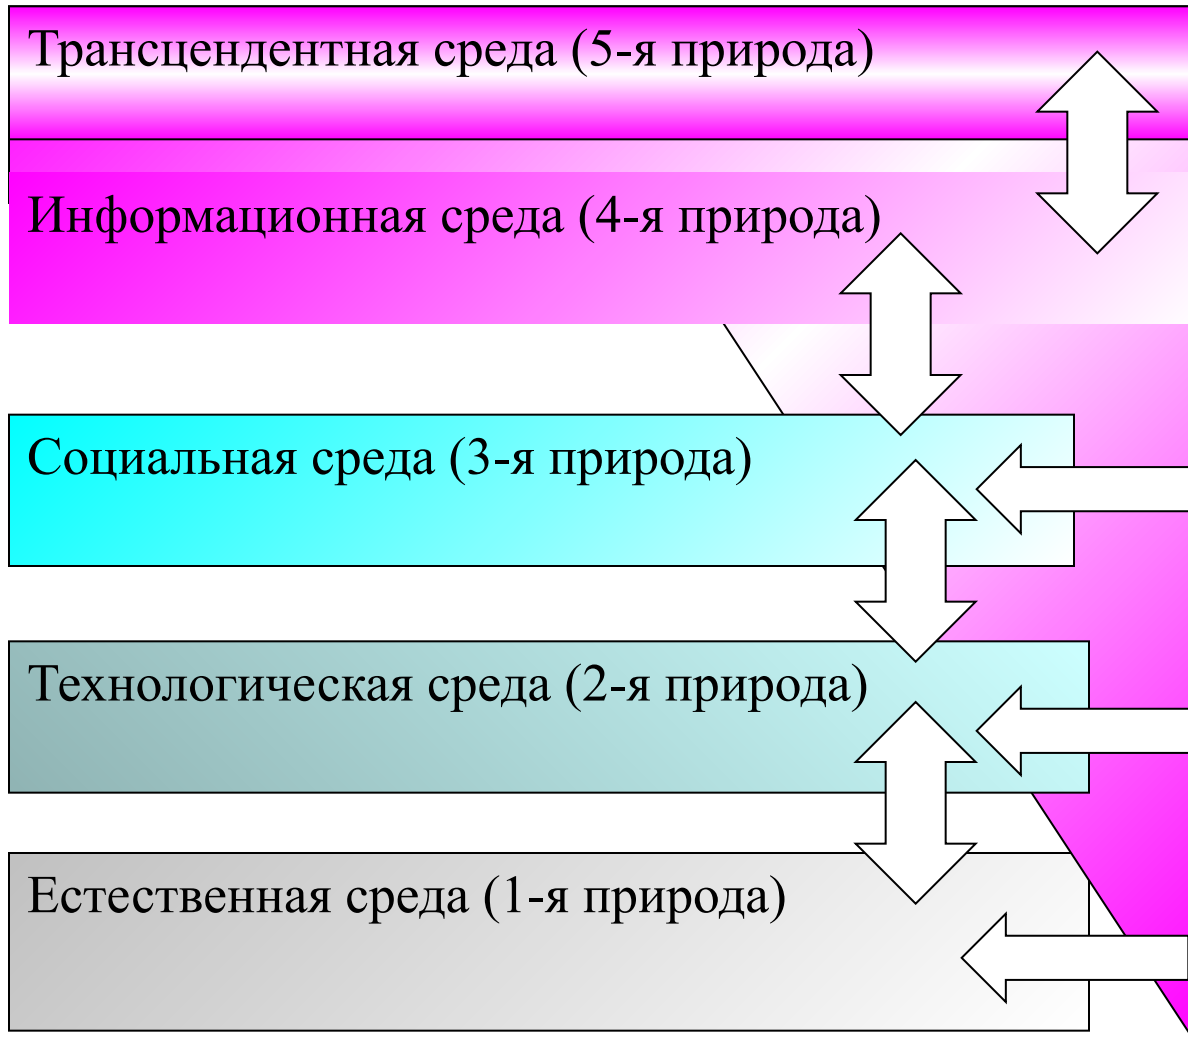 Трансцендентная среда (5-я природа)
Информационная среда (4-я природа)
Социальная среда (3-я природа)
Технологическая среда (2-я природа)
Естественная среда (1-я природа)